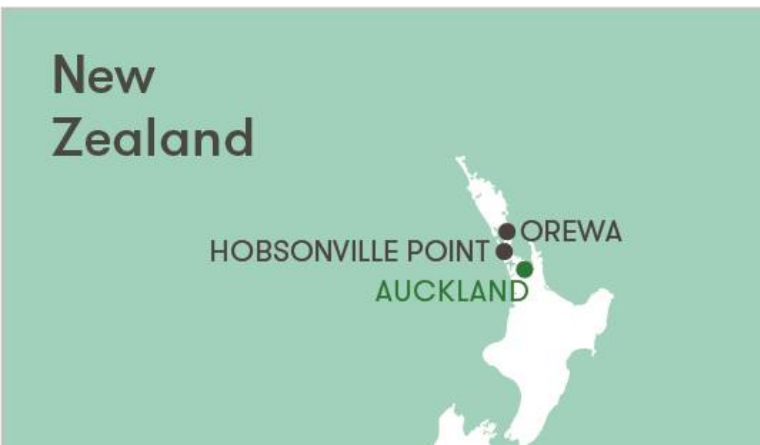 New
Zealand
OREWA
HOBSONVILLE POINT
AUCKLAND